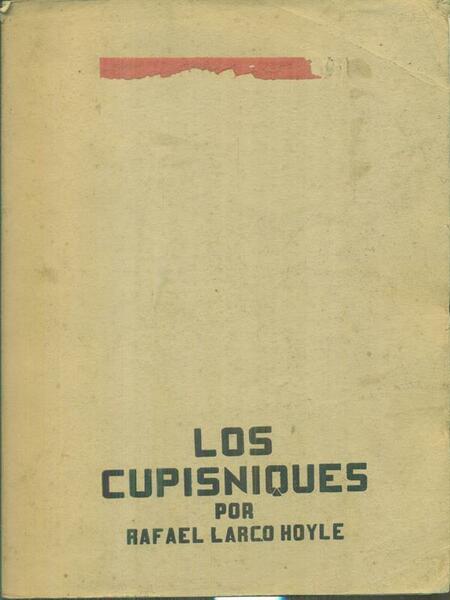 LOS
CUPISNIQUES
POR
RAFAEL LARCO HOYLE